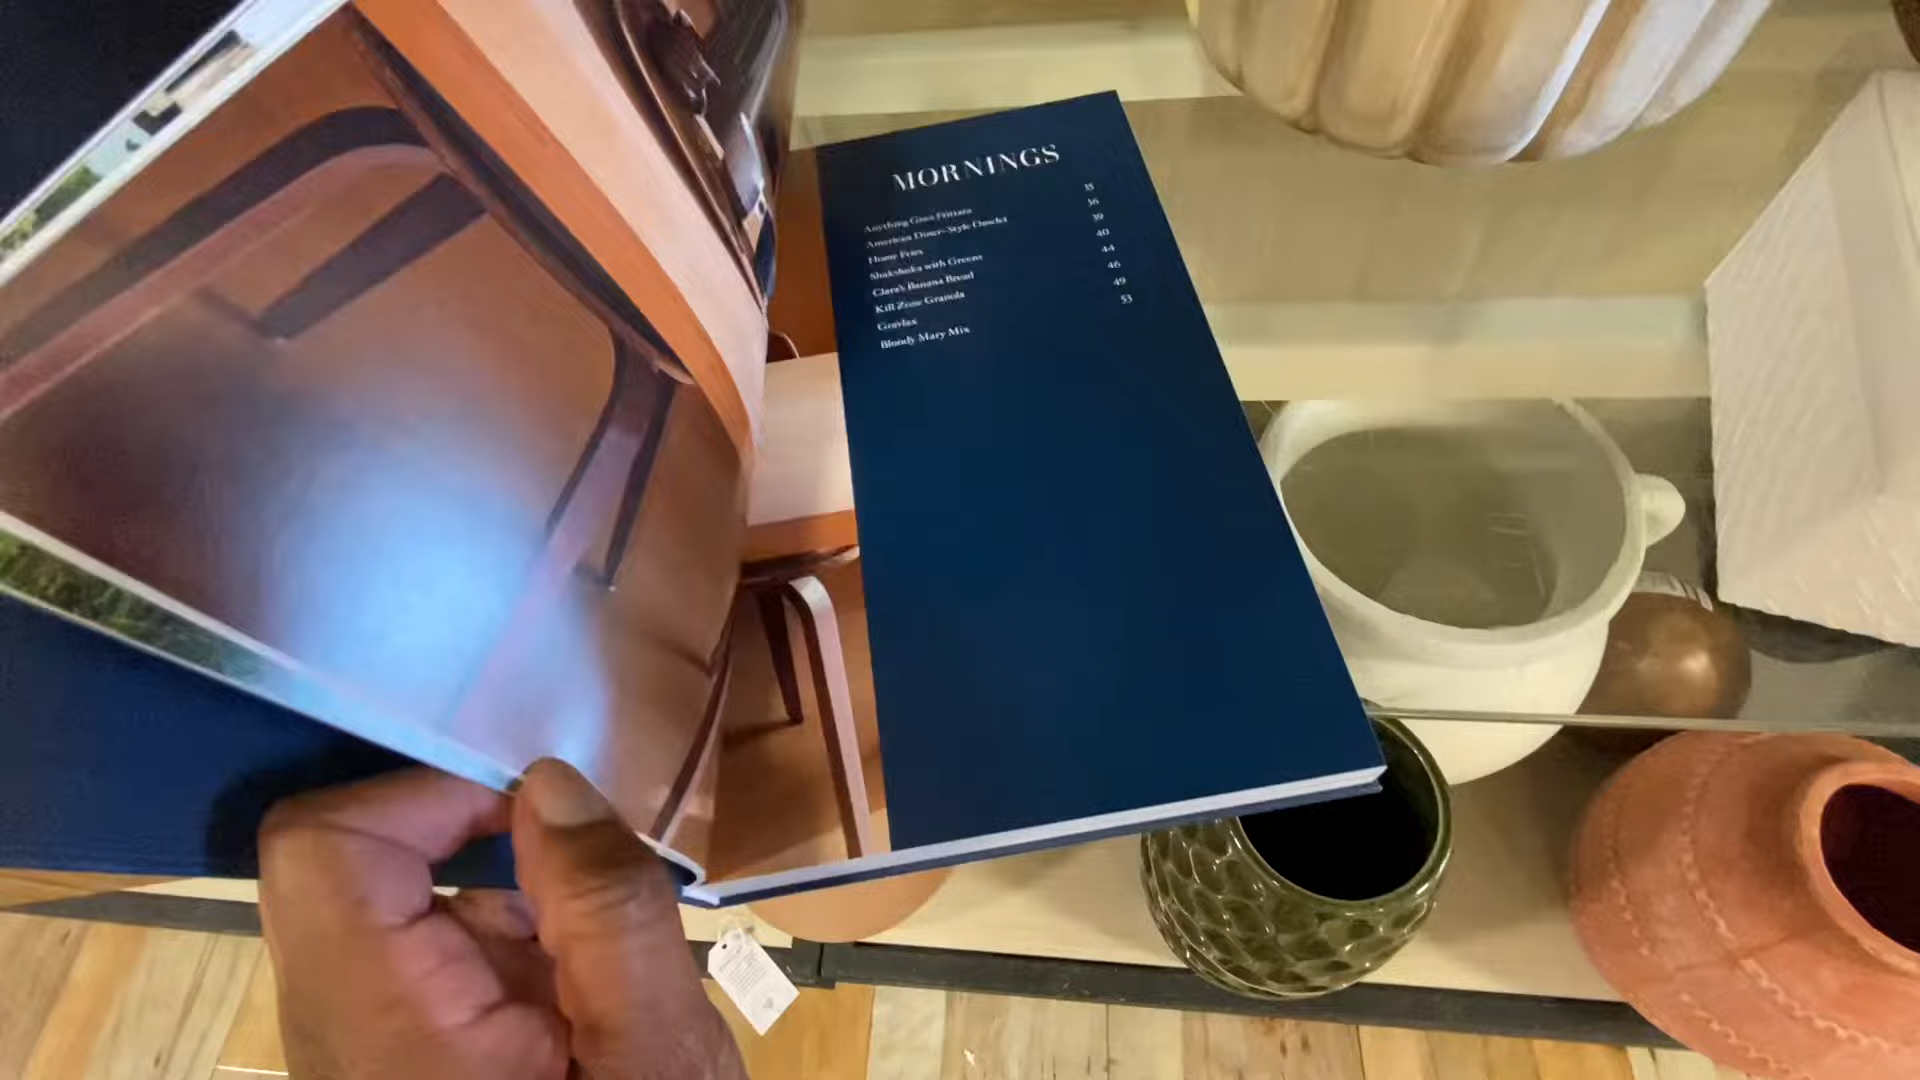 MORNINGS
Anything Goes Frittata 35
American Diner-Style Omelet 36
Home Fries 39
Shakshuka with Greens 40
Clara's Banana Bread 44
Kill Zone Granola 46
Gravlax 49
Bloody Mary Mix 53